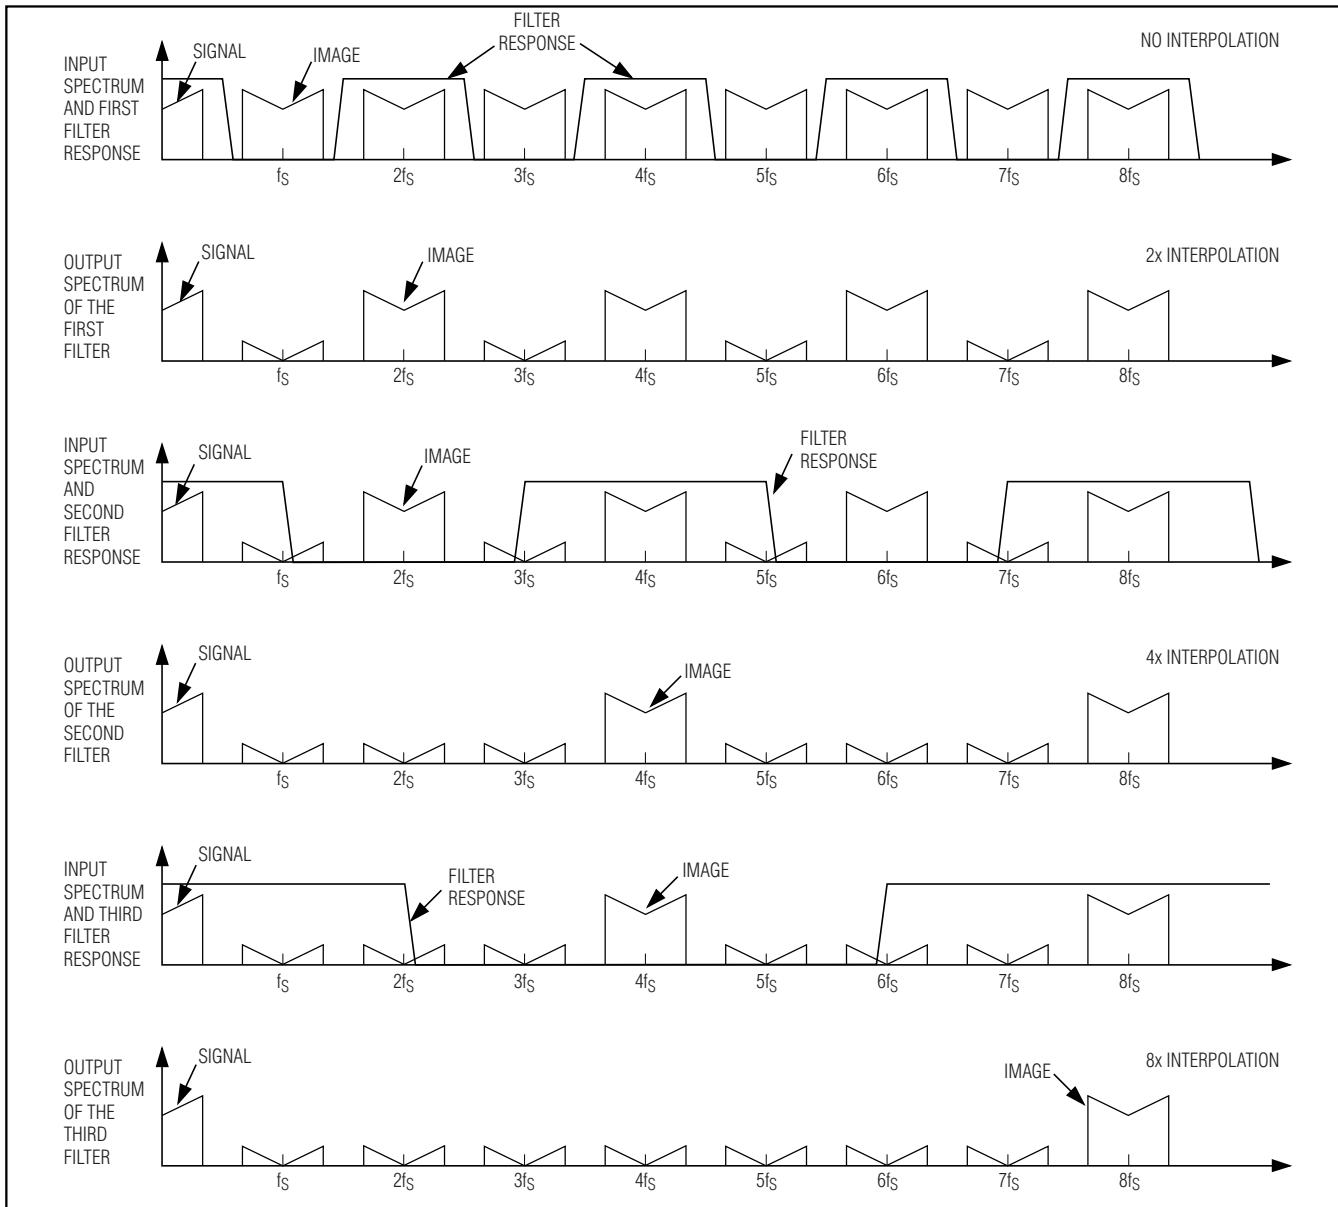 FILTER
RESPONSE
SIGNAL
IMAGE
NO INTERPOLATION
INPUT
SPECTRUM
AND FIRST
FILTER
RESPONSE
fS 2fS 3fS 4fS 5fS 6fS 7fS 8fS
SIGNAL
IMAGE
2x INTERPOLATION
OUTPUT
SPECTRUM
OF THE
FIRST
FILTER
fS 2fS 3fS 4fS 5fS 6fS 7fS 8fS
SIGNAL
IMAGE
FILTER
RESPONSE
INPUT
SPECTRUM
AND
SECOND
FILTER
RESPONSE
fS 2fS 3fS 4fS 5fS 6fS 7fS 8fS
SIGNAL
IMAGE
4x INTERPOLATION
OUTPUT
SPECTRUM
OF THE
SECOND
FILTER
fS 2fS 3fS 4fS 5fS 6fS 7fS 8fS
SIGNAL
FILTER
RESPONSE
IMAGE
INPUT
SPECTRUM
AND THIRD
FILTER
RESPONSE
fS 2fS 3fS 4fS 5fS 6fS 7fS 8fS
SIGNAL
IMAGE
8x INTERPOLATION
OUTPUT
SPECTRUM
OF THE
THIRD
FILTER
fS 2fS 3fS 4fS 5fS 6fS 7fS 8fS